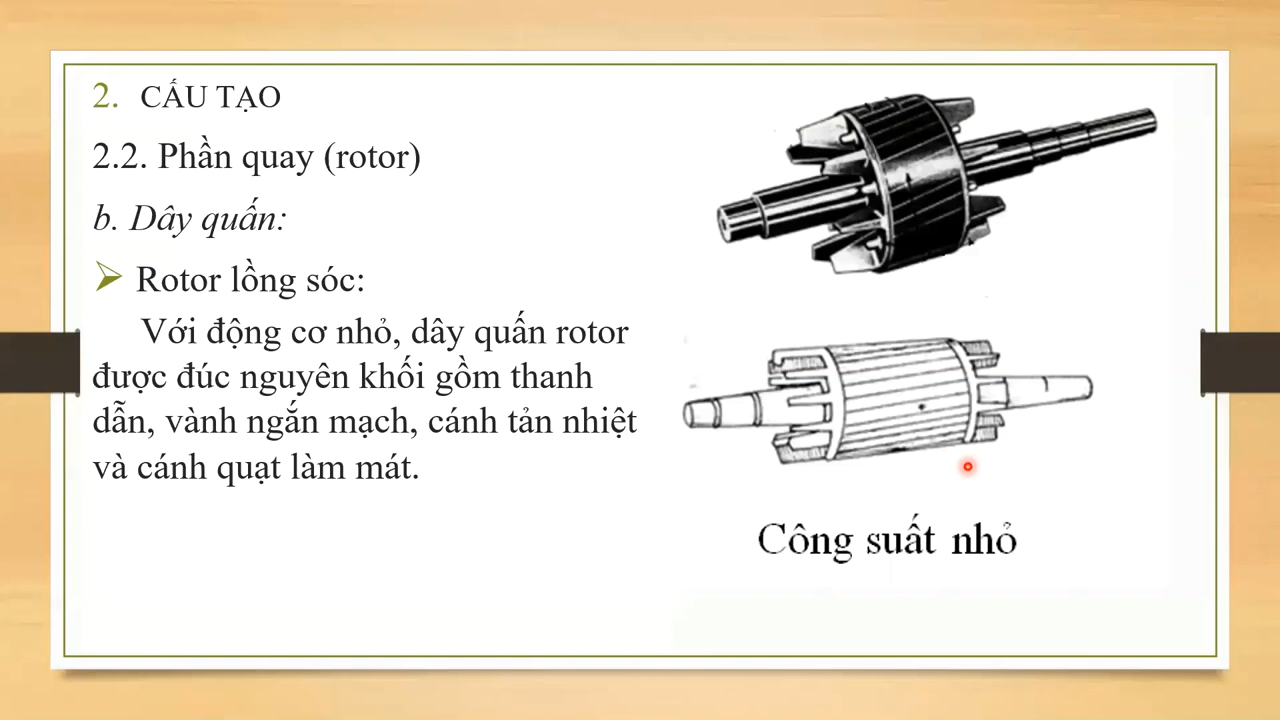 2. CẤU TẠO
2.2. Phần quay (rotor)
b. Dây quấn:
Rotor lồng sóc:
Với động cơ nhỏ, dây quấn rotor
được đúc nguyên khối gồm thanh
dẫn, vành ngắn mạch, cánh tản nhiệt
và cánh quạt làm mát.
Công suất nhỏ